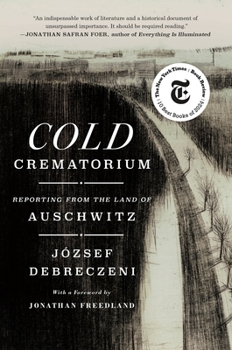 "An indispensable work of literature and a historical document of
unsurpassed importance. It should be required reading."
—JONATHAN SAFRAN FOER, author of Everything Is Illuminated
The New York Times Book Review
10 Best Books of 2024
COLD
CREMATORIUM
REPORTING FROM THE LAND OF
AUSCHWITZ
JÓZSEF
DEBRECZENI
With a Foreword by
JONATHAN FREEDLAND